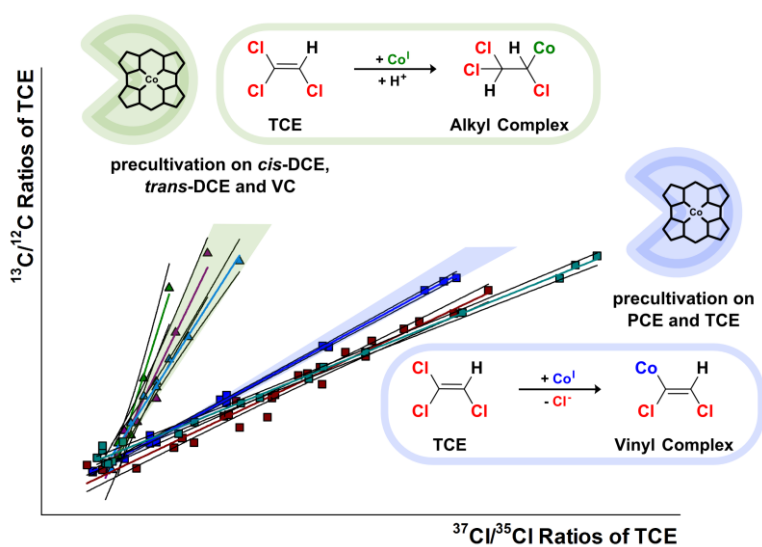 Cl
H
Cl
Cl
TCE
+ Coᴵ
+ H⁺
Cl
H
Co
Cl
H
Cl
Alkyl Complex
Co
precultivation on cis-DCE,
trans-DCE and VC
¹³C/¹²C Ratios of TCE
Co
precultivation on
PCE and TCE
Cl
H
Cl
Cl
TCE
+ Coᴵ
- Cl⁻
Co
H
Cl
Cl
Vinyl Complex
³⁷Cl/³⁵Cl Ratios of TCE